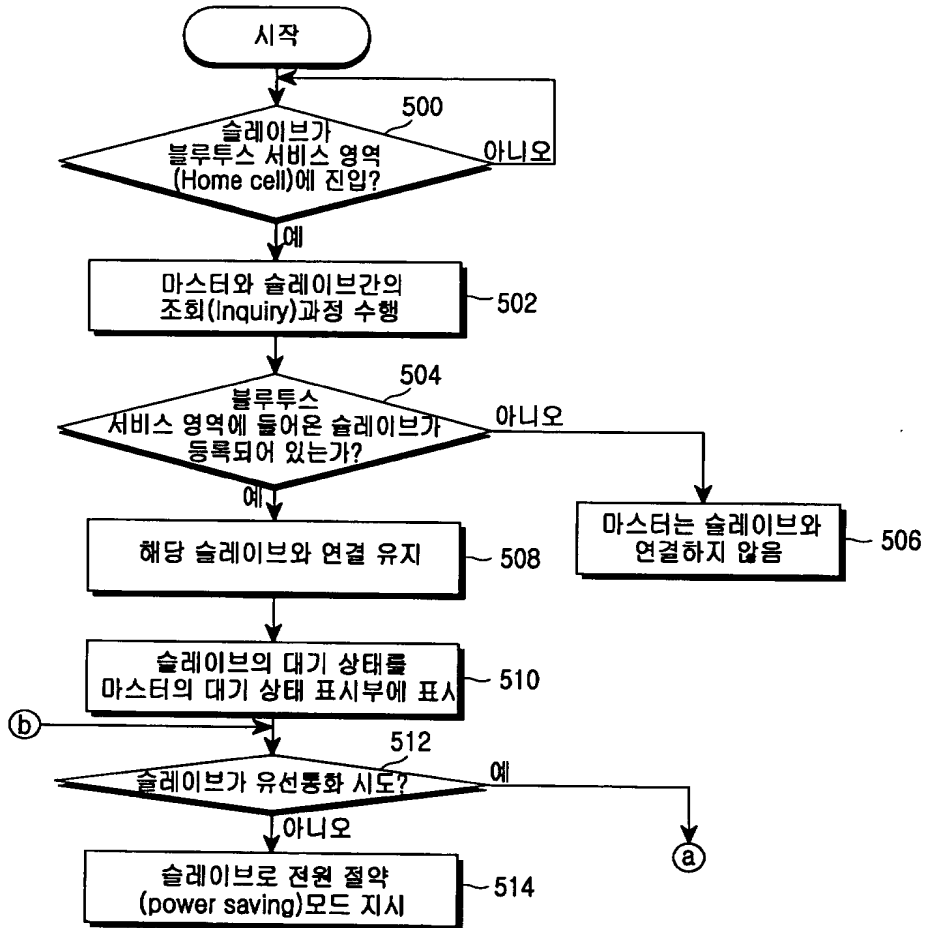 시작
500
슬레이브가
블루투스 서비스 영역
(Home cell)에 진입?
아니오
예
마스터와 슬레이브간의
조회(Inquiry)과정 수행
502
504
블루투스
서비스 영역에 들어온 슬레이브가
등록되어 있는가?
아니오
예
마스터는 슬레이브와
연결하지 않음
506
해당 슬레이브와 연결 유지
508
슬레이브의 대기 상태를
마스터의 대기 상태 표시부에 표시
510
b
512
슬레이브가 유선통화 시도?
예
아니오
a
슬레이브로 전원 절약
(power saving)모드 지시
514